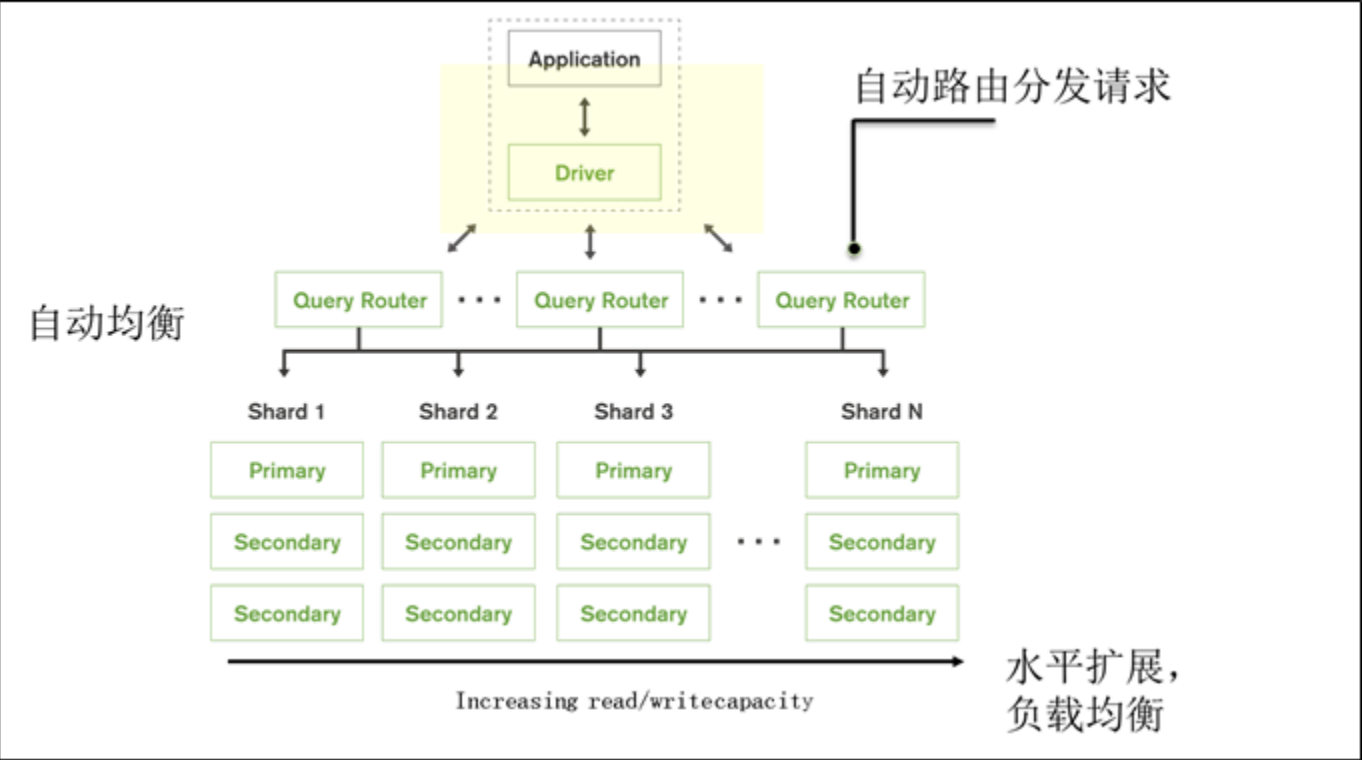 Application
自动路由分发请求
Driver
自动均衡
Query Router ... Query Router ... Query Router
Shard 1 Shard 2 Shard 3 Shard N
Primary Primary Primary Primary
Secondary Secondary Secondary ... Secondary
Secondary Secondary Secondary Secondary
水平扩展，
Increasing read/writecapacity
负载均衡